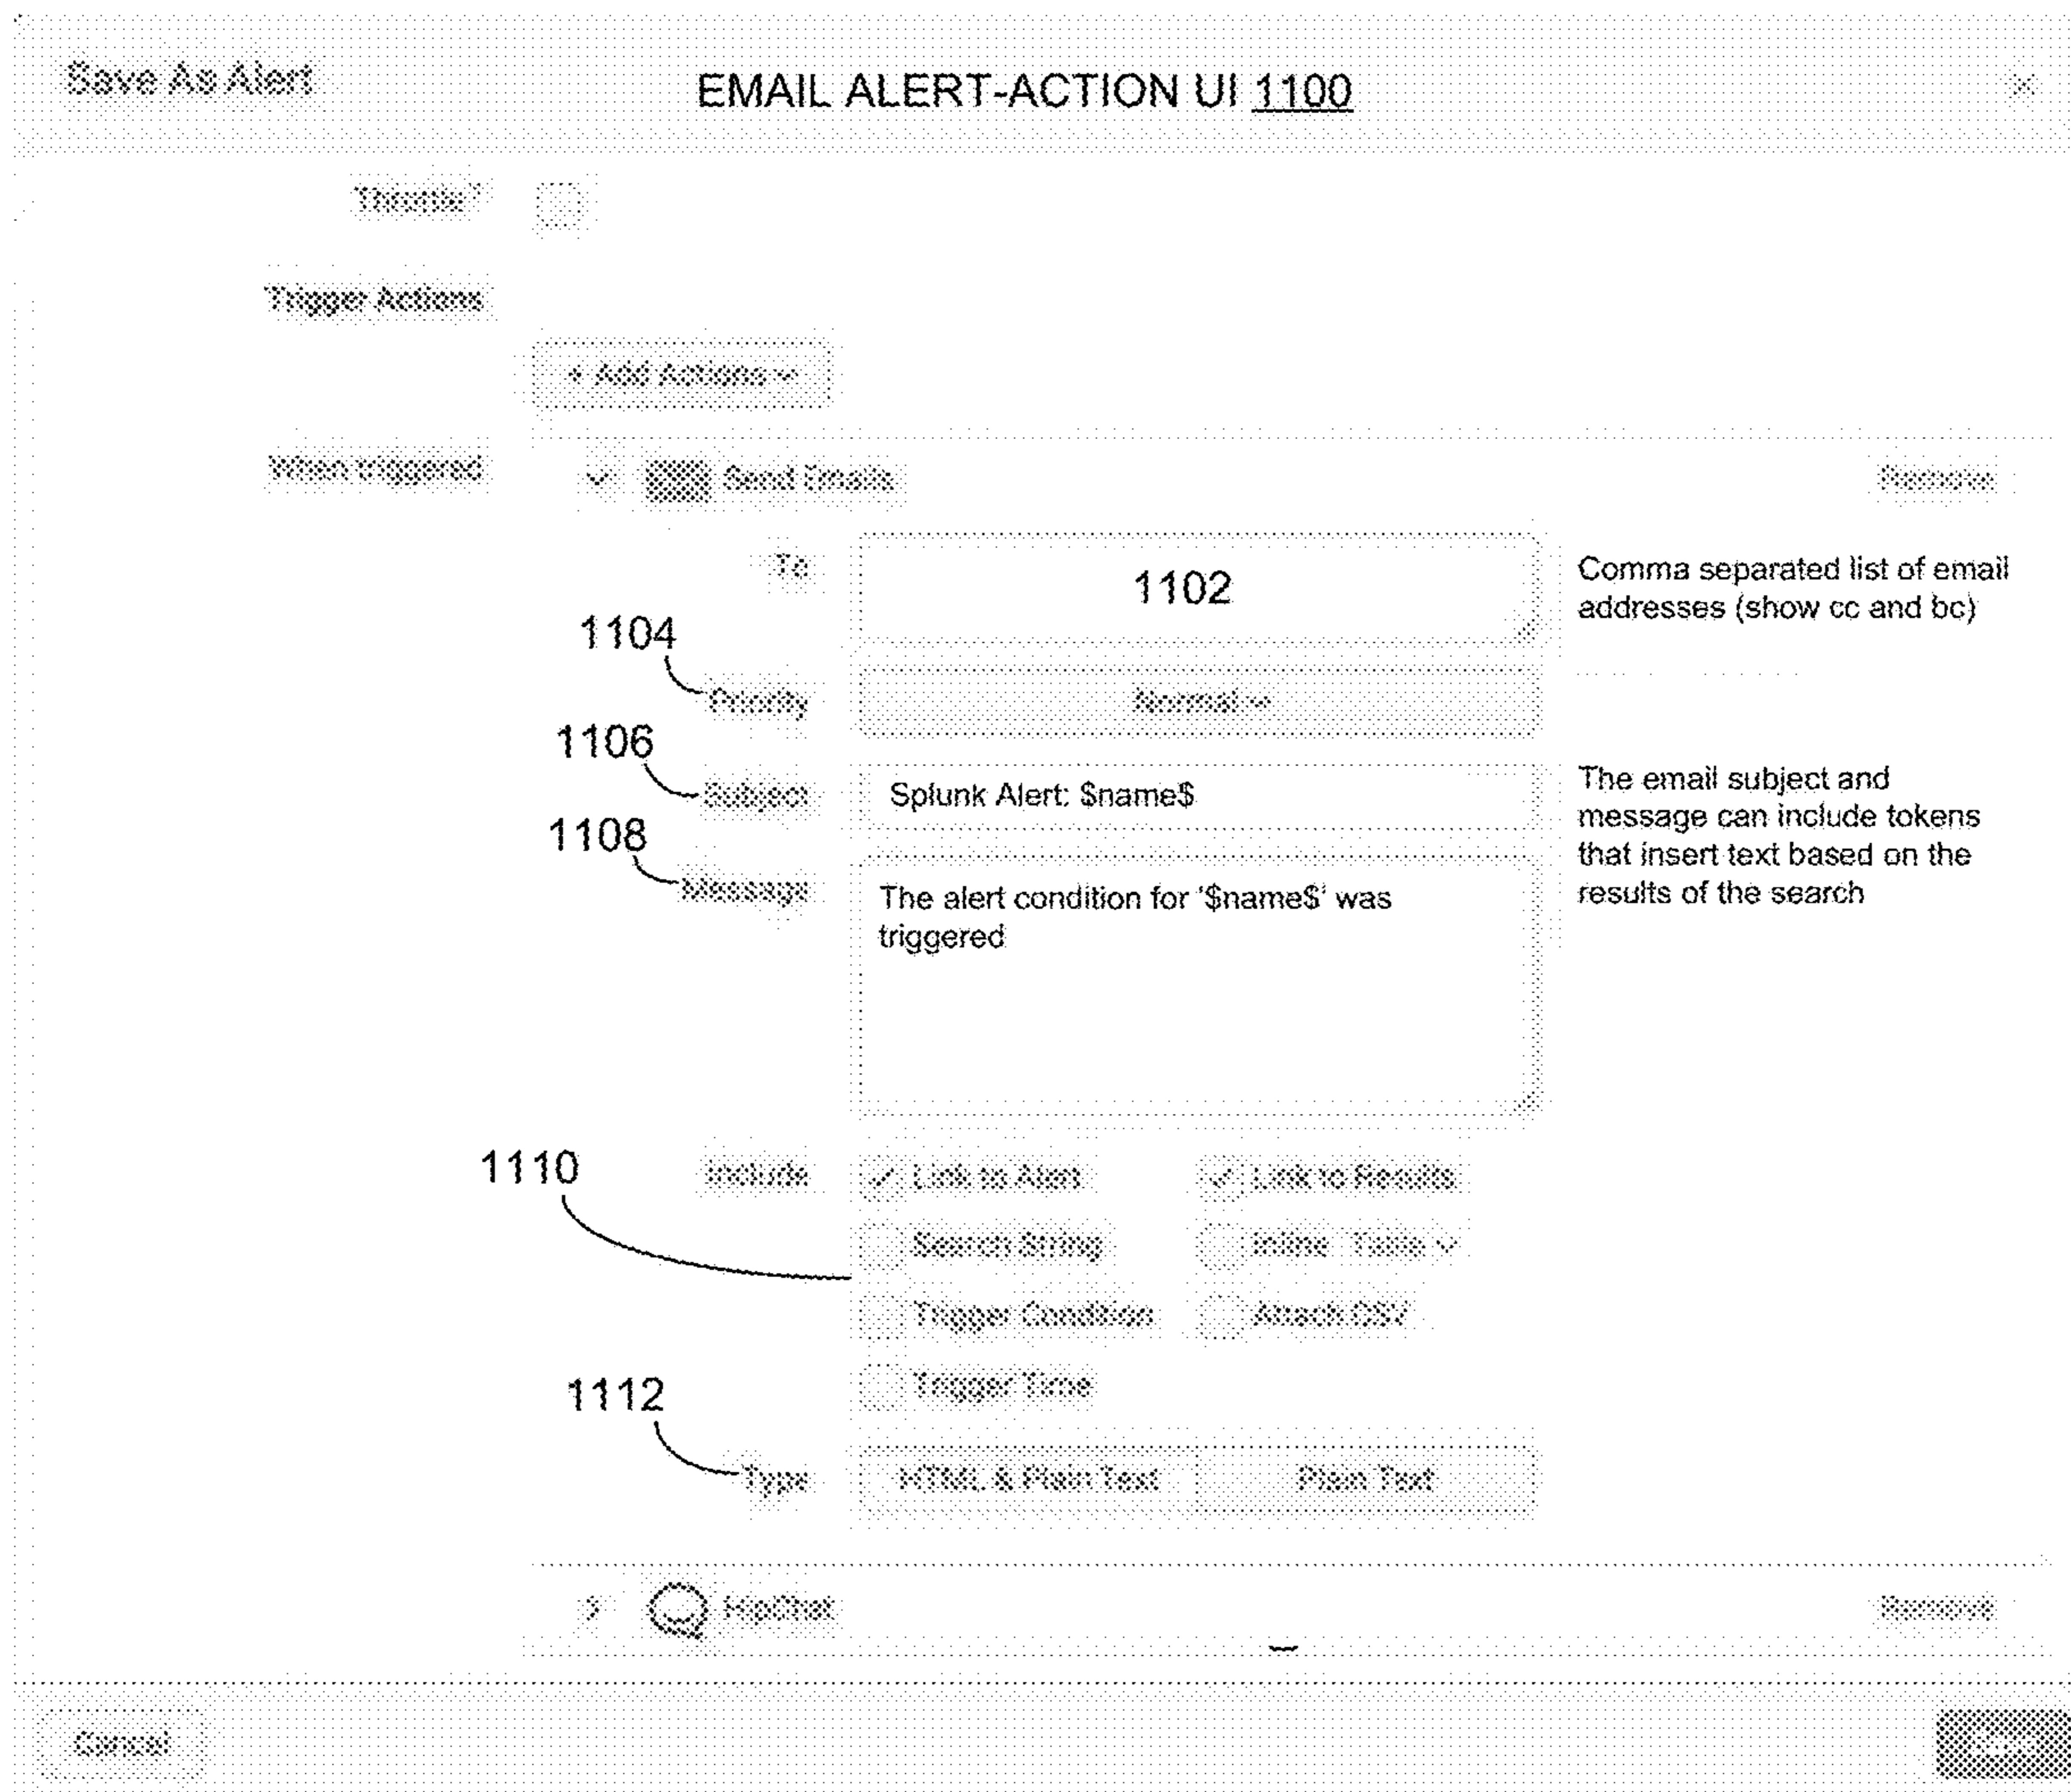 Save As Alert
EMAIL ALERT-ACTION UI 1100
×
Throttle
Trigger Actions
+ Add Actions
When triggered
Send Emails
Remove
To
1102
Comma separated list of email
addresses (show cc and bc)
1104
Priority
Normal
1106
Subject
Splunk Alert: $name$
The email subject and
message can include tokens
that insert text based on the
results of the search
1108
Message
The alert condition for '$name$' was
triggered
1110
Include
Link to Alert
Link to Results
Search String
Inline Table
Trigger Condition
Attach CSV
Trigger Time
1112
Type
HTML & Plain Text
Plain Text
HipChat
Remove
Cancel